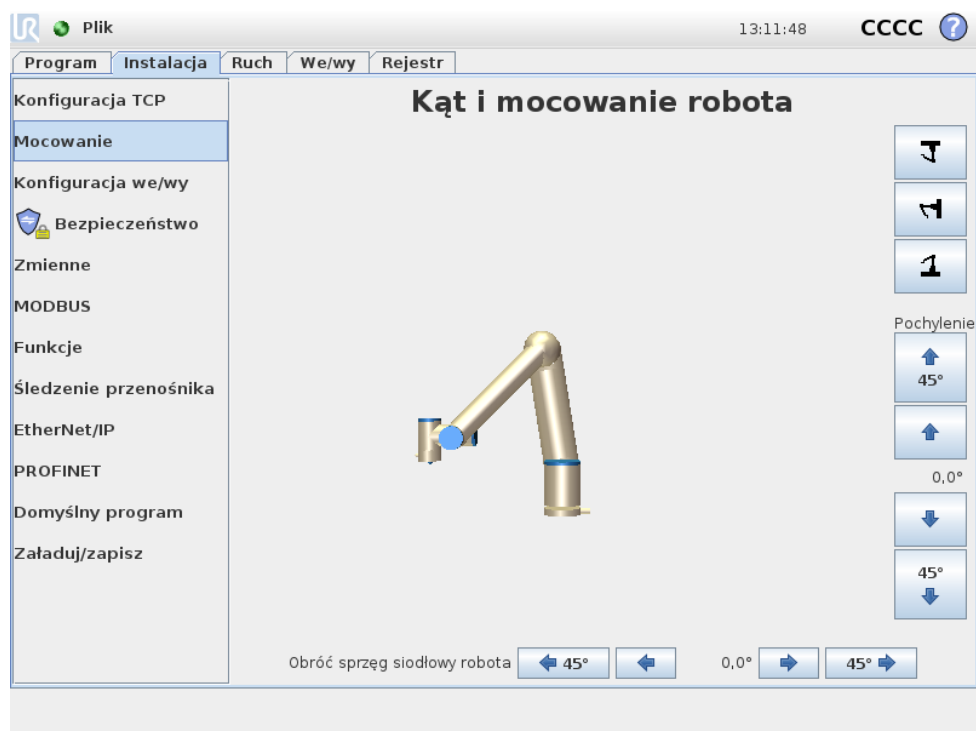 UR Plik 13:11:48 CCCC ?
Program Instalacja Ruch We/wy Rejestr
Konfiguracja TCP
Kąt i mocowanie robota
Mocowanie
Konfiguracja we/wy
Bezpieczeństwo
Zmienne
MODBUS
Pochylenie
Funkcje
45°
Śledzenie przenośnika
EtherNet/IP
PROFINET
0,0°
Domyślny program
Załaduj/zapisz
45°
Obróć sprzęg siodłowy robota 45° 0,0° 45°